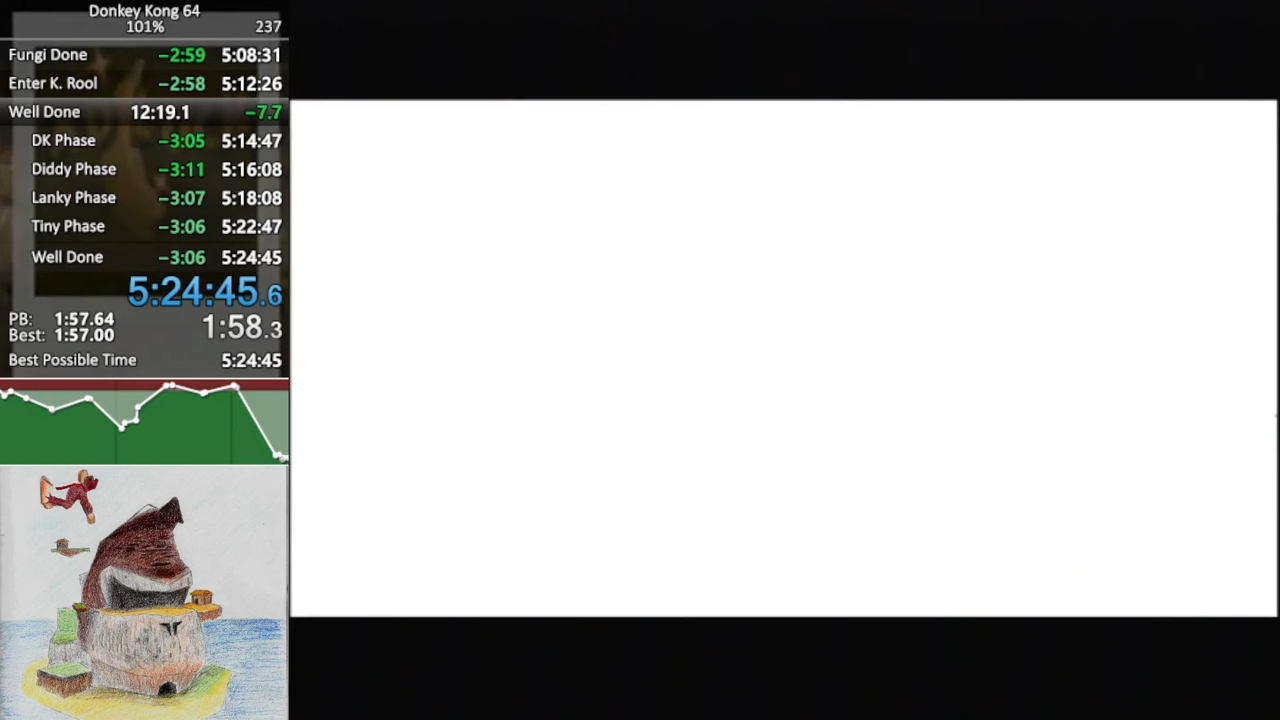 Donkey Kong 64
101% 237
Fungi Done −2:59 5:08:31
Enter K. Rool −2:58 5:12:26
Well Done 12:19.1 −7.7
DK Phase −3:05 5:14:47
Diddy Phase −3:11 5:16:08
Lanky Phase −3:07 5:18:08
Tiny Phase −3:06 5:22:47
Well Done −3:06 5:24:45
5:24:45.6
PB: 1:57.64
Best: 1:57.00
1:58.3
Best Possible Time 5:24:45